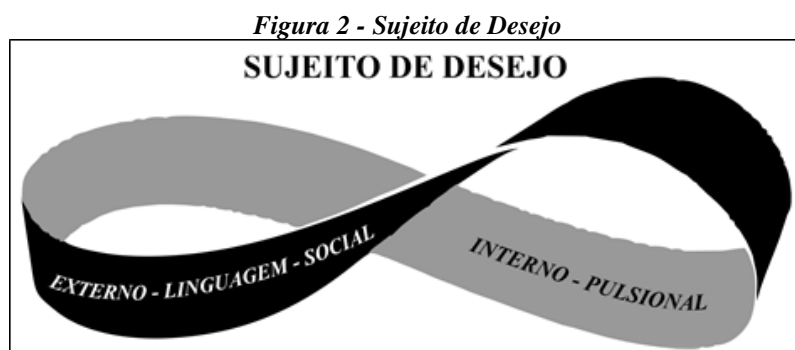 Figura 2 - Sujeito de Desejo
SUJEITO DE DESEJO
EXTERNO - LINGUAGEM - SOCIAL
INTERNO - PULSIONAL